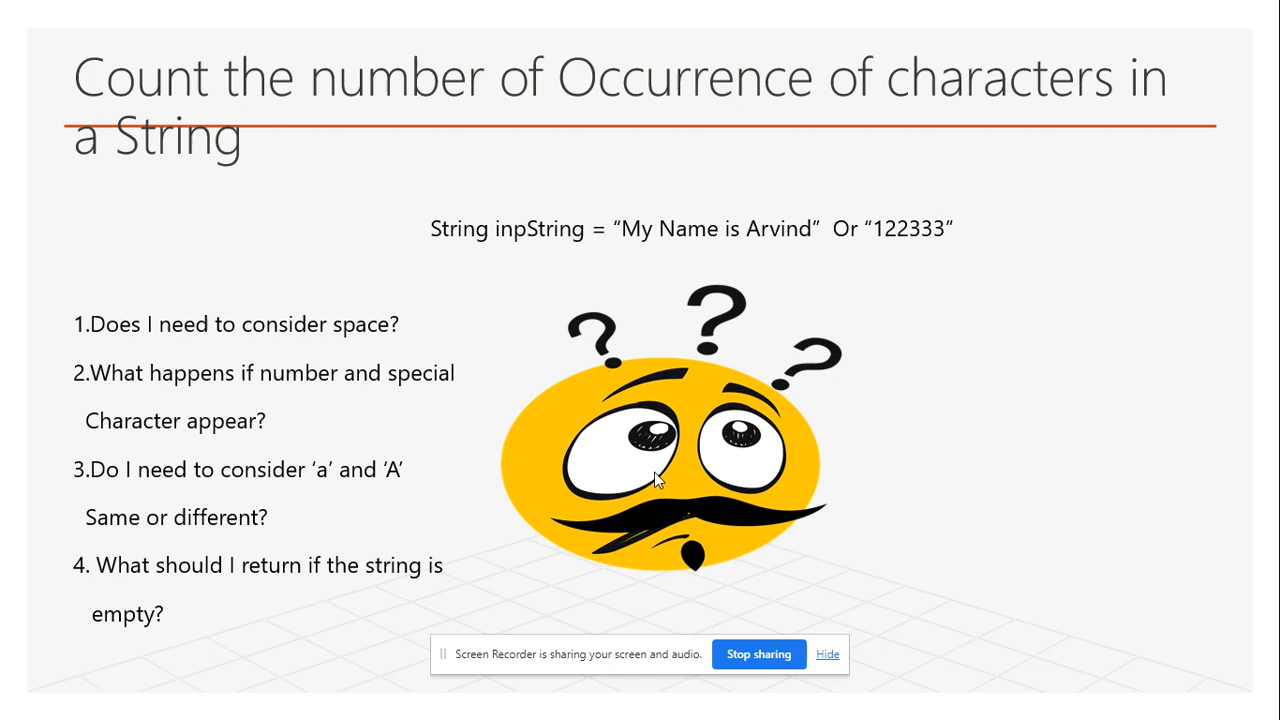 Count the number of Occurrence of characters in
a String
String inpString = “My Name is Arvind”  Or “122333”
1.Does I need to consider space?
2.What happens if number and special
Character appear?
3.Do I need to consider ‘a’ and ‘A’
Same or different?
4. What should I return if the string is
empty?
? ? ?
Screen Recorder is sharing your screen and audio. Stop sharing Hide